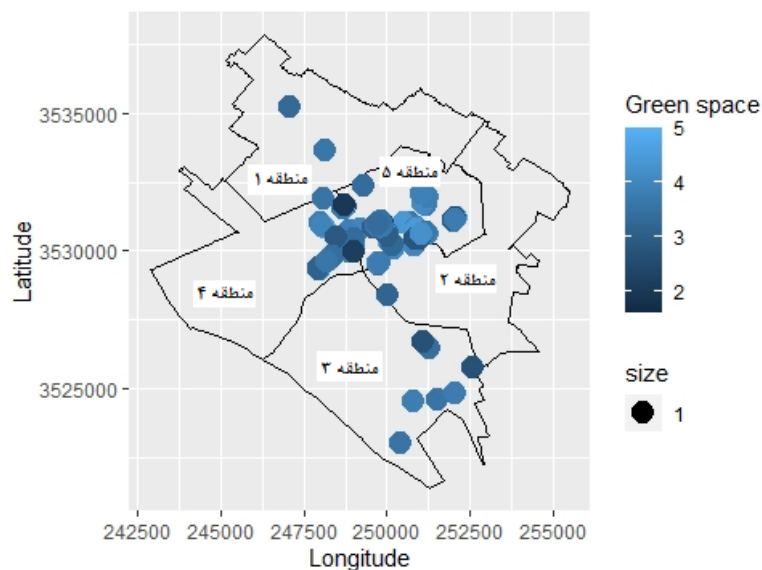 Green space
5
4
3
2
size
1
3535000
3530000
3525000
Latitude
منطقه ۱
منطقه ۵
منطقه ۴
منطقه ۲
منطقه ۳
242500 245000 247500 250000 252500 255000
Longitude